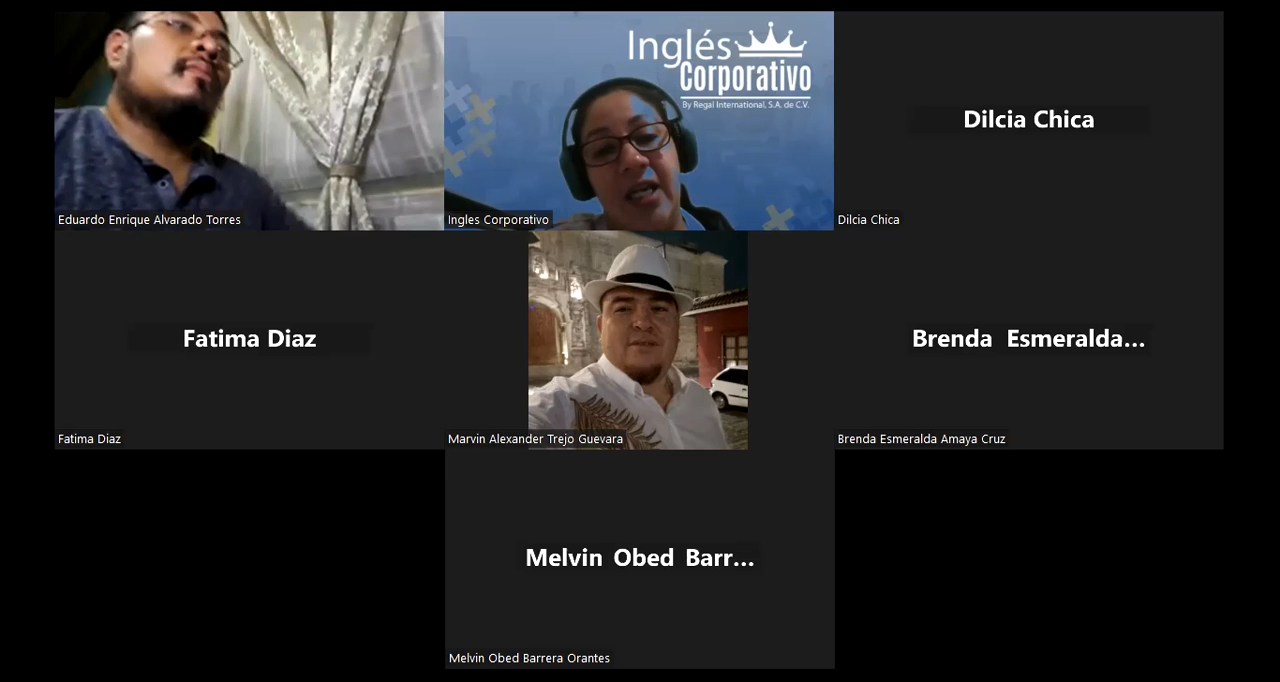 Inglés
Corporativo
By Regal International, S.A. de C.V.
Dilcia Chica
Eduardo Enrique Alvarado Torres
Ingles Corporativo
Dilcia Chica
Fatima Diaz
Brenda Esmeralda...
Fatima Diaz
Marvin Alexander Trejo Guevara
Brenda Esmeralda Amaya Cruz
Melvin Obed Barr...
Melvin Obed Barrera Orantes